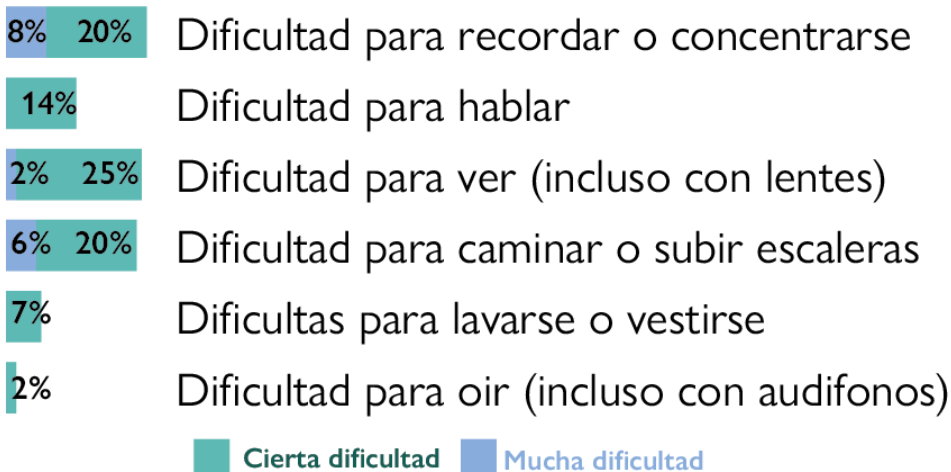 8% 20% Dificultad para recordar o concentrarse
14% Dificultad para hablar
2% 25% Dificultad para ver (incluso con lentes)
6% 20% Dificultad para caminar o subir escaleras
7% Dificultas para lavarse o vestirse
2% Dificultad para oir (incluso con audifonos)
Cierta dificultad Mucha dificultad